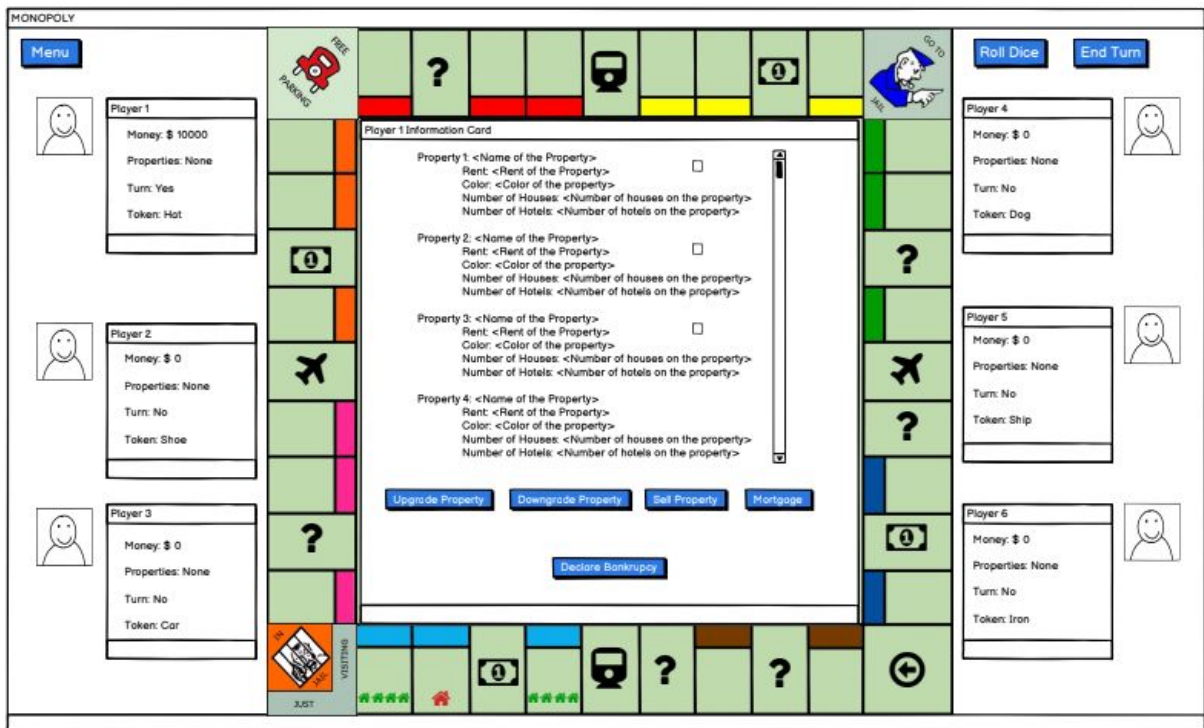 MONOPOLY
Menu
Roll Dice
End Turn
FREE
PARKING
?
1
GO TO
JAIL
Player 1
Money: $ 10000
Properties: None
Turn: Yes
Token: Hat
Player 2
Money: $ 0
Properties: None
Turn: No
Token: Shoe
Player 3
Money: $ 0
Properties: None
Turn: No
Token: Car
1
?
Player 1 Information Card
Property 1: <Name of the Property>
Rent: <Rent of the Property>
Color: <Color of the property>
Number of Houses: <Number of houses on the property>
Number of Hotels: <Number of hotels on the property>
Property 2: <Name of the Property>
Rent: <Rent of the Property>
Color: <Color of the property>
Number of Houses: <Number of houses on the property>
Number of Hotels: <Number of hotels on the property>
Property 3: <Name of the Property>
Rent: <Rent of the Property>
Color: <Color of the property>
Number of Houses: <Number of houses on the property>
Number of Hotels: <Number of hotels on the property>
Property 4: <Name of the Property>
Rent: <Rent of the Property>
Color: <Color of the property>
Number of Houses: <Number of houses on the property>
Number of Hotels: <Number of hotels on the property>
Upgrade Property
Downgrade Property
Sell Property
Mortgage
Declare Bankrupcy
?
?
1
Player 4
Money: $ 0
Properties: None
Turn: No
Token: Dog
Player 5
Money: $ 0
Properties: None
Turn: No
Token: Ship
Player 6
Money: $ 0
Properties: None
Turn: No
Token: Iron
IN
JAIL
JUST
VISITING
1
?
?